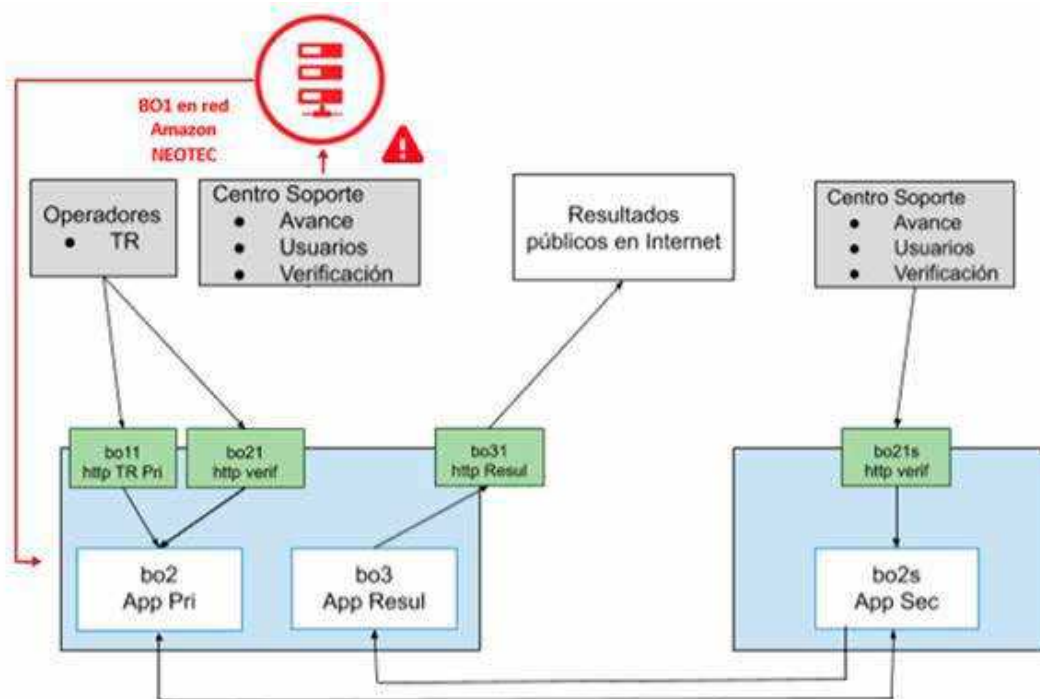 BO1 en red
Amazon
NEOTEC
Operadores
● TR
Centro Soporte
● Avance
● Usuarios
● Verificación
Resultados
públicos en Internet
Centro Soporte
● Avance
● Usuarios
● Verificación
bo11
http TR Pri
bo21
http verif
bo31
http Resul
bo21s
http verif
bo2
App Pri
bo3
App Resul
bo2s
App Sec